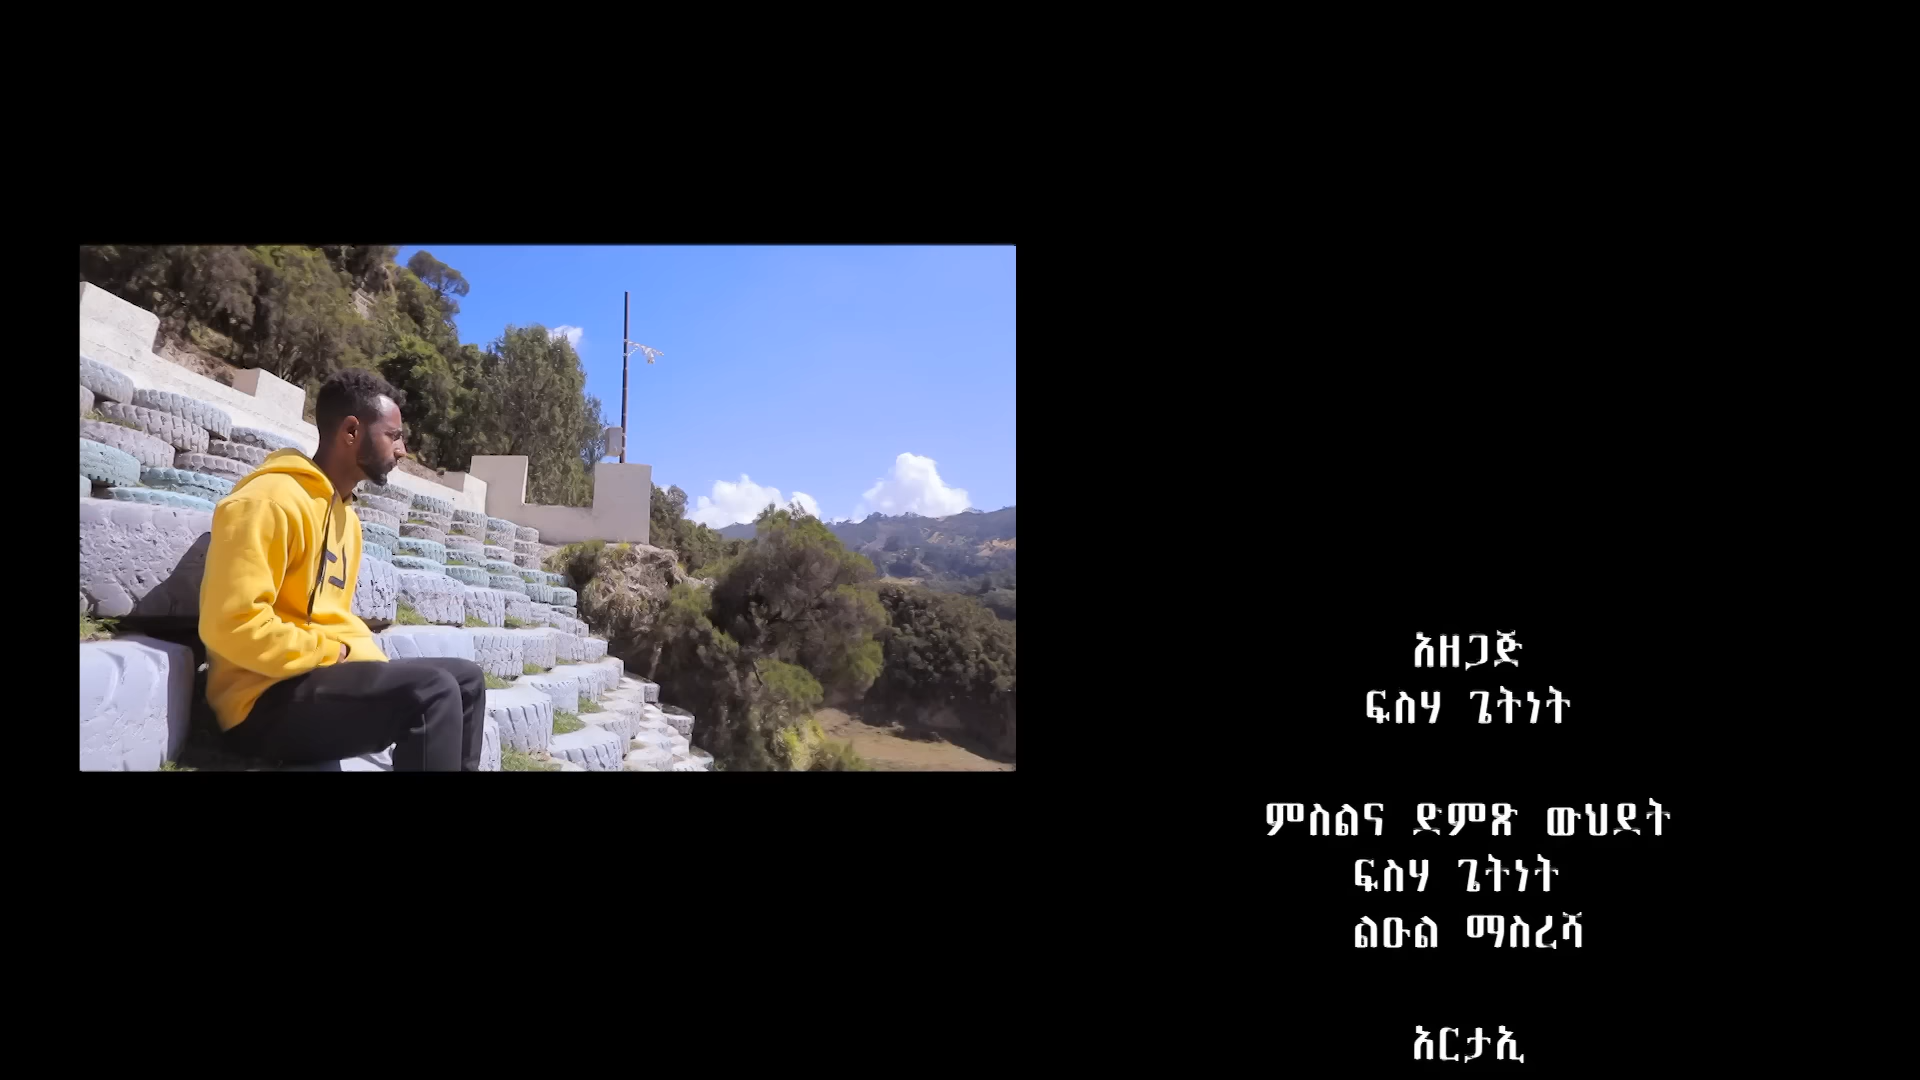 አዘጋጅ
ፍስሃ ጌትነት
ምስልና ድምጽ ውህደት
ፍስሃ ጌትነት
ልዑል ማስረሻ
አርታኢ